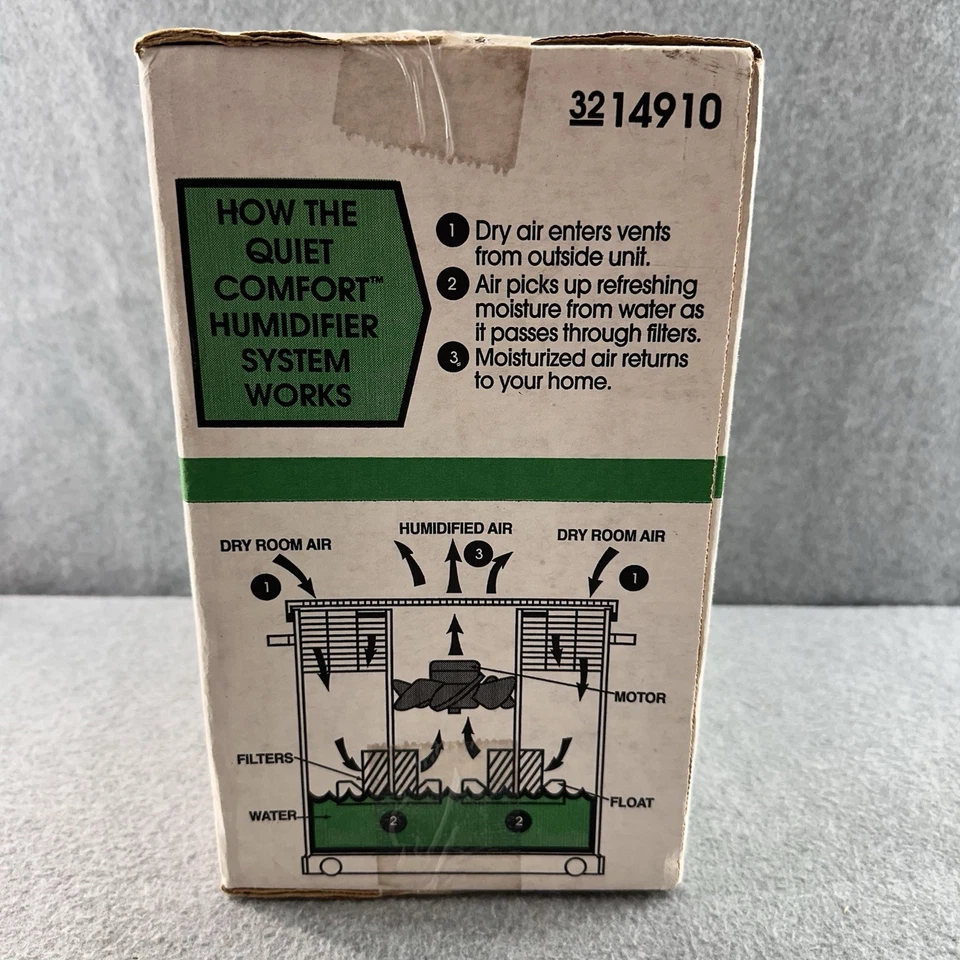 32 14910
HOW THE
QUIET
COMFORT™
HUMIDIFIER
SYSTEM
WORKS
1 Dry air enters vents
from outside unit.
2 Air picks up refreshing
moisture from water as
it passes through filters.
3. Moisturized air returns
to your home.
DRY ROOM AIR
HUMIDIFIED AIR
DRY ROOM AIR
1
3
1
MOTOR
FILTERS
FLOAT
WATER
2
2